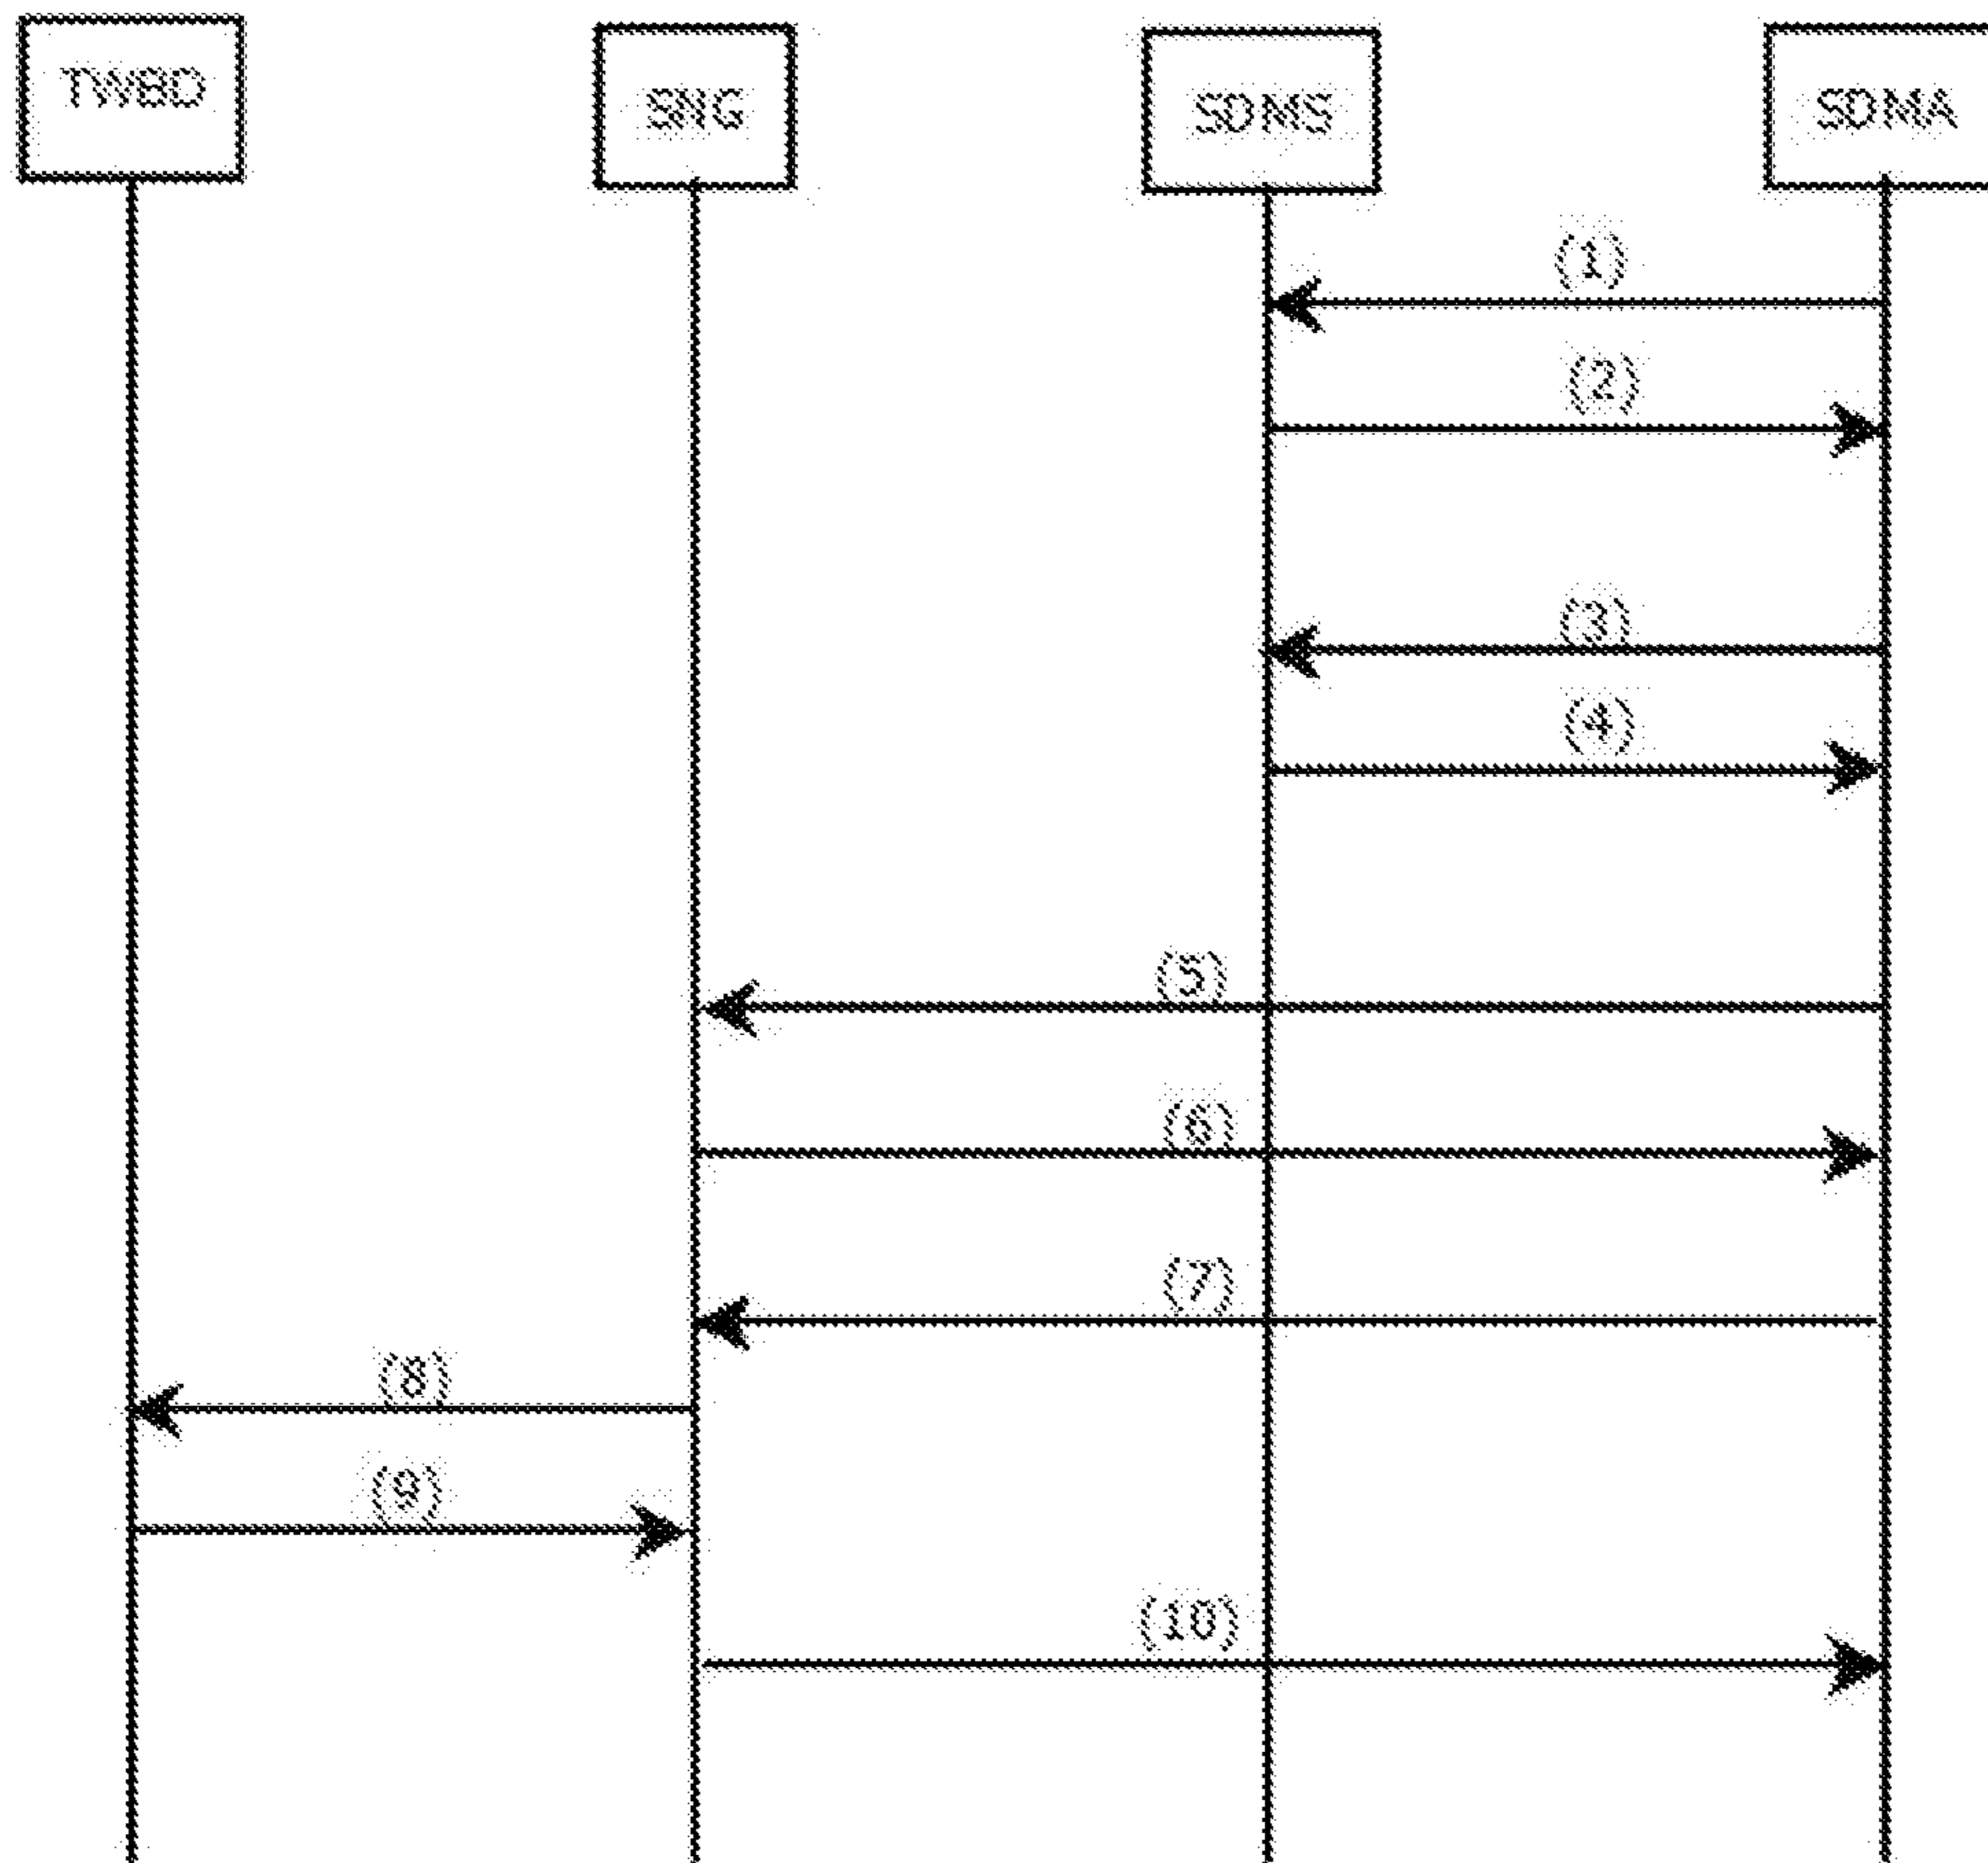 TWBD
SNG
SDMS
SDMA
(1)
(2)
(3)
(4)
(5)
(6)
(7)
(8)
(9)
(10)